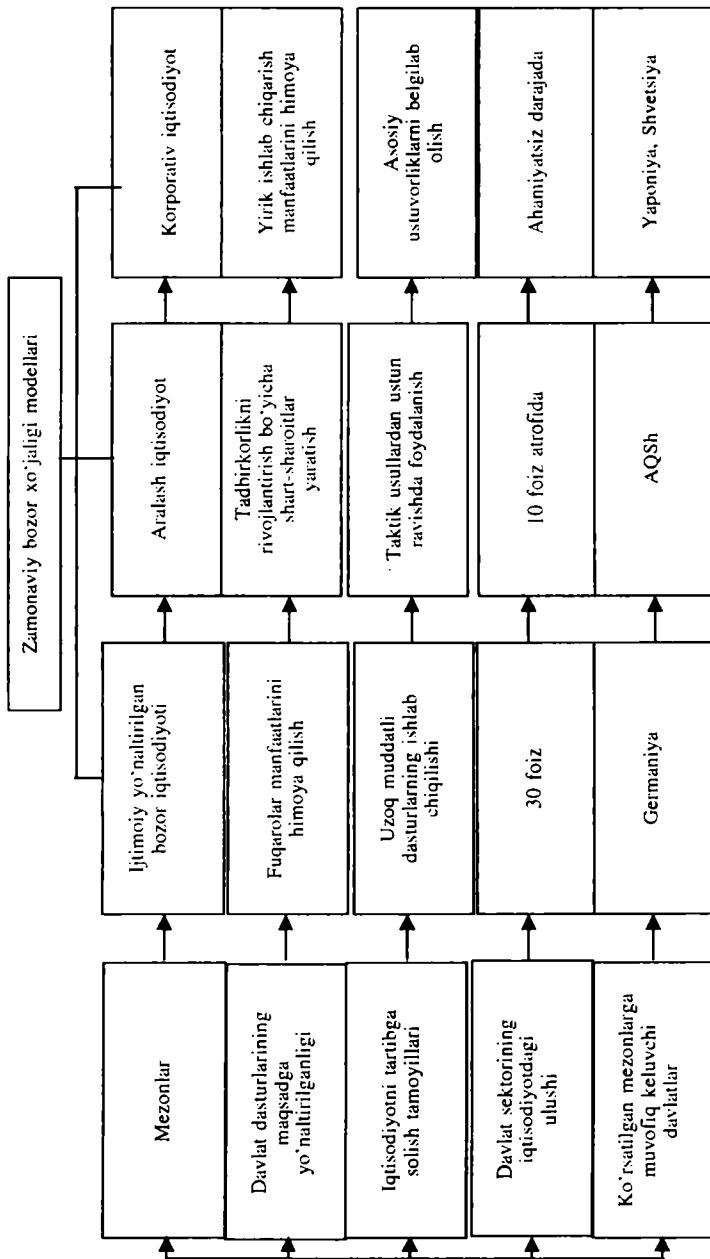 Zamonaviy bozor xo`jaligi modellari
Mezonlar
Ijtimoiy yo`naltirilgan
bozor iqtisodiyoti
Aralash iqtisodiyot
Korporativ iqtisodiyot
Davlat dasturlarining
maqsadga
yo`naltirilganligi
Fuqarolar manfaatlarini
himoya qilish
Tadbirkorlikni
rivojlantirish bo`yicha
shart-sharoitlar
yaratish
Yirik ishlab chiqarish
manfaatlarini himoya
qilish
Iqtisodiyotni tartibga
solish tamoyillari
Uzoq muddatli
dasturlarning ishlab
chiqilishi
Taktik usullardan ustun
ravishda foydalanish
Asosiy
ustuvorliklarni belgilab
olish
Davlat sektorining
iqtisodiyotdagi
ulushi
30 foiz
10 foiz atrofida
Ahamiyatsiz darajada
Ko`rsatilgan mezonlarga
muvofiq keluvchi
davlatlar
Germaniya
AQSh
Yaponiya, Shvetsiya